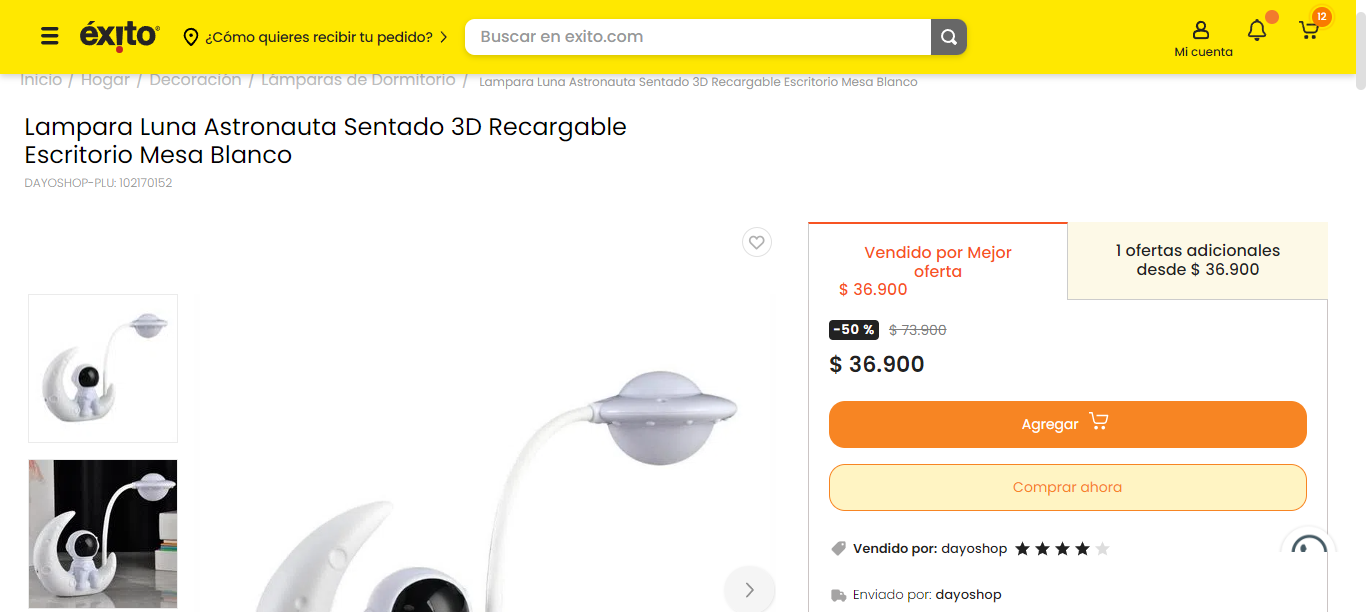 éxito
¿Cómo quieres recibir tu pedido?
Buscar en exito.com
Mi cuenta
12
Inicio / Hogar / Decoración / Lámparas de Dormitorio / Lampara Luna Astronauta Sentado 3D Recargable Escritorio Mesa Blanco
Lampara Luna Astronauta Sentado 3D Recargable
Escritorio Mesa Blanco
DAYOSHOP-PLU: 102170152
Vendido por Mejor
oferta
$ 36.900
1 ofertas adicionales
desde $ 36.900
-50 % $ 73.900
$ 36.900
Agregar
Comprar ahora
Vendido por: dayoshop
Enviado por: dayoshop